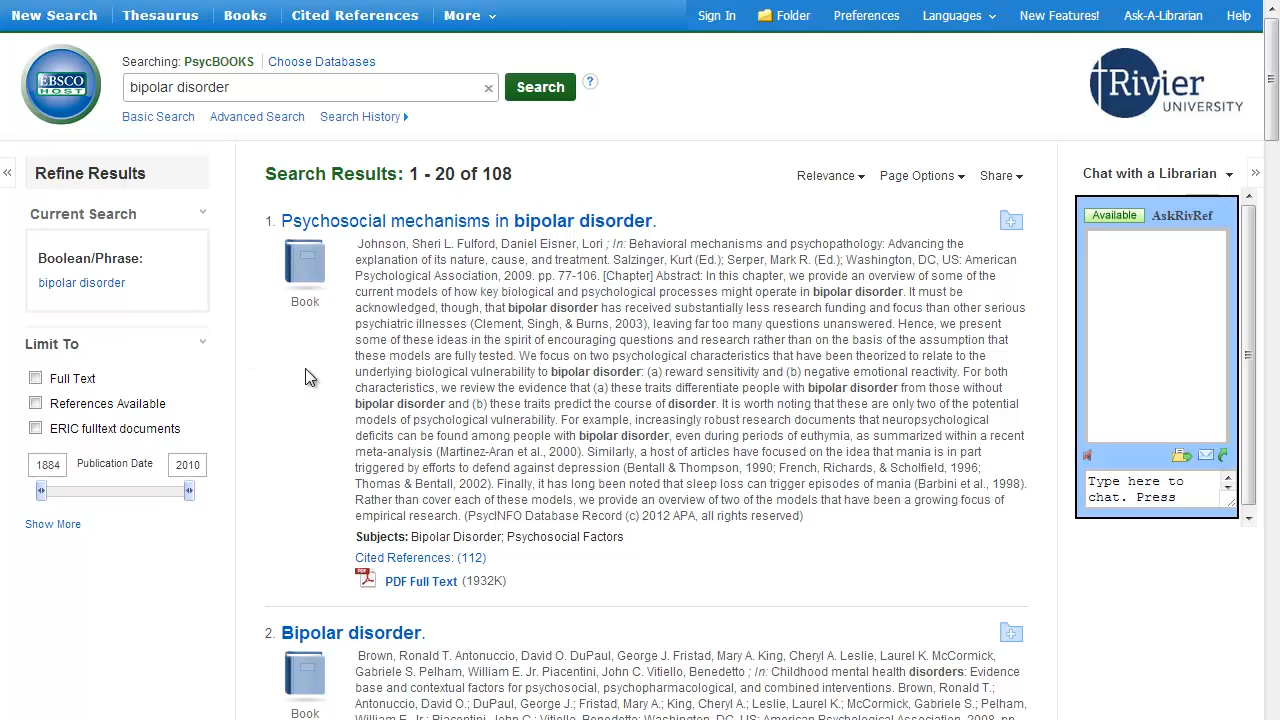 New Search Thesaurus Books Cited References More Sign In Folder Preferences Languages New Features! Ask-A-Librarian Help
EBSCO HOST
Searching: PsycBOOKS Choose Databases
bipolar disorder Search ?
Basic Search Advanced Search Search History
Rivier UNIVERSITY
Refine Results
Current Search
Boolean/Phrase:
bipolar disorder
Limit To
Full Text
References Available
ERIC fulltext documents
1884 Publication Date 2010
Show More
Search Results: 1 - 20 of 108
Relevance Page Options Share
1. Psychosocial mechanisms in bipolar disorder.
Book
Johnson, Sheri L. Fulford, Daniel Eisner, Lori ; In: Behavioral mechanisms and psychopathology: Advancing the
explanation of its nature, cause, and treatment. Salzinger, Kurt (Ed.); Serper, Mark R. (Ed.); Washington, DC, US: American
Psychological Association, 2009. pp. 77-106. [Chapter] Abstract: In this chapter, we provide an overview of some of the
current models of how key biological and psychological processes might operate in bipolar disorder. It must be
acknowledged, though, that bipolar disorder has received substantially less research funding and focus than other serious
psychiatric illnesses (Clement, Singh, & Burns, 2003), leaving far too many questions unanswered. Hence, we present
some of these ideas in the spirit of encouraging questions and research rather than on the basis of the assumption that
these models are fully tested. We focus on two psychological characteristics that have been theorized to relate to the
underlying biological vulnerability to bipolar disorder: (a) reward sensitivity and (b) negative emotional reactivity. For both
characteristics, we review the evidence that (a) these traits differentiate people with bipolar disorder from those without
bipolar disorder and (b) these traits predict the course of disorder. It is worth noting that these are only two of the potential
models of psychological vulnerability. For example, increasingly robust research documents that neuropsychological
deficits can be found among people with bipolar disorder, even during periods of euthymia, as summarized within a recent
meta-analysis (Martinez-Aran et al., 2000). Similarly, a host of articles have focused on the idea that mania is in part
triggered by efforts to defend against depression (Bentall & Thompson, 1990; French, Richards, & Scholfield, 1996;
Thomas & Bentall, 2002). Finally, it has long been noted that sleep loss can trigger episodes of mania (Barbini et al., 1998).
Rather than cover each of these models, we provide an overview of two of the models that have been a growing focus of
empirical research. (PsycINFO Database Record (c) 2012 APA, all rights reserved)
Subjects: Bipolar Disorder; Psychosocial Factors
Cited References: (112)
PDF Full Text (1932K)
2. Bipolar disorder.
Book
Brown, Ronald T. Antonuccio, David O. DuPaul, George J. Fristad, Mary A. King, Cheryl A. Leslie, Laurel K. McCormick,
Gabriele S. Pelham, William E. Jr. Piacentini, John C. Vitiello, Benedetto ; In: Childhood mental health disorders: Evidence
base and contextual factors for psychosocial, psychopharmacological, and combined interventions. Brown, Ronald T.;
Antonuccio, David O.; DuPaul, George J.; Fristad, Mary A.; King, Cheryl A.; Leslie, Laurel K.; McCormick, Gabriele S.; Pelham,
William E. Jr.; Piacentini, John C.; Vitiello, Benedetto; Washington, DC, US: American Psychological Association, 2008. pp.
Chat with a Librarian
Available AskRivRef
Type here to
chat. Press